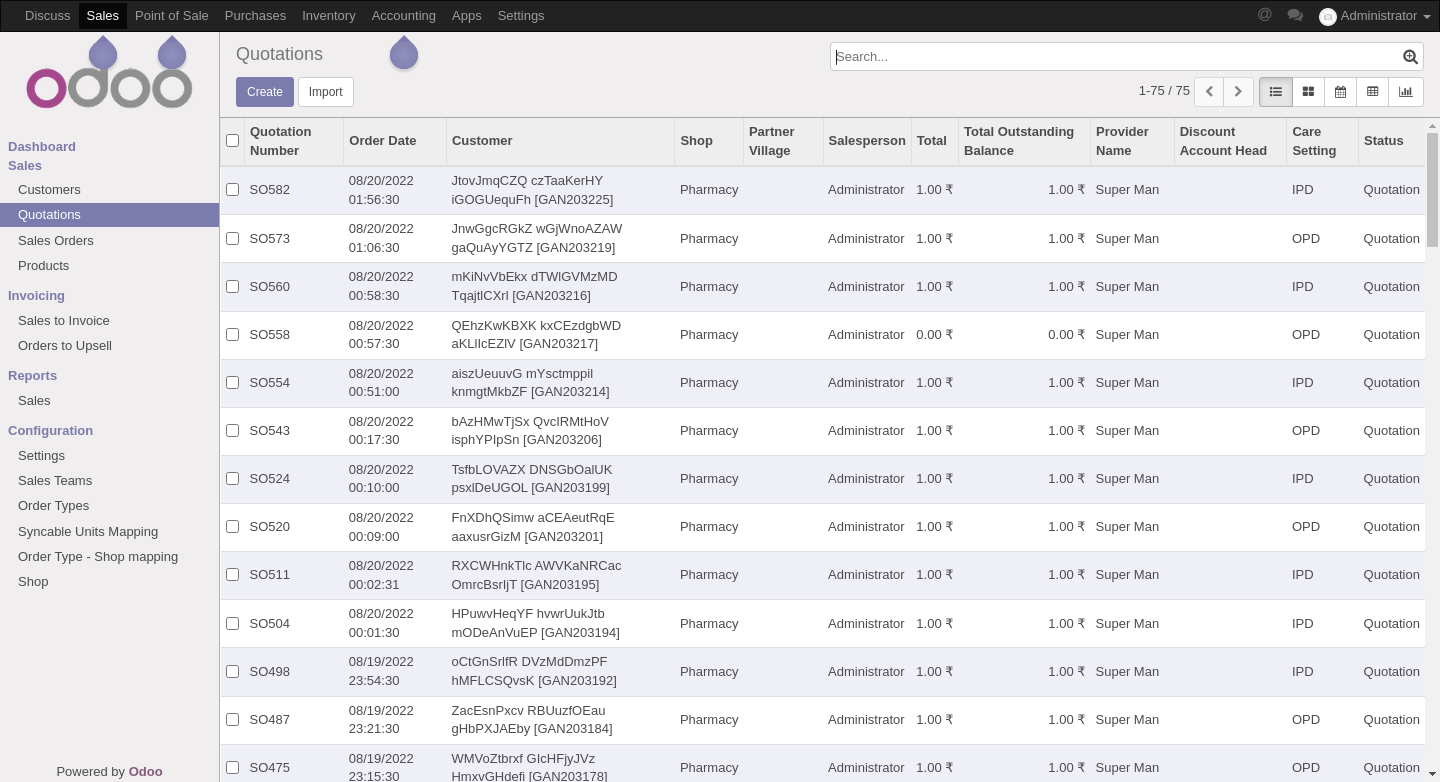 Discuss Sales Point of Sale Purchases Inventory Accounting Apps Settings @ Administrator
odoo
Quotations
Search...
Create Import
1-75 / 75
Dashboard
Sales
Customers
Quotations
Sales Orders
Products
Invoicing
Sales to Invoice
Orders to Upsell
Reports
Sales
Configuration
Settings
Sales Teams
Order Types
Syncable Units Mapping
Order Type - Shop mapping
Shop
Powered by Odoo
Quotation Number Order Date Customer Shop Partner Village Salesperson Total Total Outstanding Balance Provider Name Discount Account Head Care Setting Status
SO582 08/20/2022 01:56:30 JtovJmqCZQ czTaaKerHY iGOGUequFh [GAN203225] Pharmacy Administrator 1.00 ₹ 1.00 ₹ Super Man IPD Quotation
SO573 08/20/2022 01:06:30 JnwGgcRGkZ wGjWnoAZAW gaQuAyYGTZ [GAN203219] Pharmacy Administrator 1.00 ₹ 1.00 ₹ Super Man OPD Quotation
SO560 08/20/2022 00:58:30 mKiNvVbEkx dTWlGVMzMD TqajtlCXrI [GAN203216] Pharmacy Administrator 1.00 ₹ 1.00 ₹ Super Man IPD Quotation
SO558 08/20/2022 00:57:30 QEhzKwKBXK kxCEzdgbWD aKLlIcEZlV [GAN203217] Pharmacy Administrator 0.00 ₹ 0.00 ₹ Super Man OPD Quotation
SO554 08/20/2022 00:51:00 aiszUeuuvG mYsctmppil knmgtMkbZF [GAN203214] Pharmacy Administrator 1.00 ₹ 1.00 ₹ Super Man IPD Quotation
SO543 08/20/2022 00:17:30 bAzHMwTjSx QvcIRMtHoV isphYPIpSn [GAN203206] Pharmacy Administrator 1.00 ₹ 1.00 ₹ Super Man OPD Quotation
SO524 08/20/2022 00:10:00 TsfbLOVAZX DNSGbOalUK psxlDeUGOL [GAN203199] Pharmacy Administrator 1.00 ₹ 1.00 ₹ Super Man IPD Quotation
SO520 08/20/2022 00:09:00 FnXDhQSimw aCEAeutRqE aaxusrGizM [GAN203201] Pharmacy Administrator 1.00 ₹ 1.00 ₹ Super Man OPD Quotation
SO511 08/20/2022 00:02:31 RXCWHnkTlc AWVKaNRCac OmrcBsrIjT [GAN203195] Pharmacy Administrator 1.00 ₹ 1.00 ₹ Super Man IPD Quotation
SO504 08/20/2022 00:01:30 HPuwvHeqYF hvwrUukJtb mODeAnVuEP [GAN203194] Pharmacy Administrator 1.00 ₹ 1.00 ₹ Super Man IPD Quotation
SO498 08/19/2022 23:54:30 oCtGnSrlfR DVzMdDmzPF hMFLCSQvsK [GAN203192] Pharmacy Administrator 1.00 ₹ 1.00 ₹ Super Man IPD Quotation
SO487 08/19/2022 23:21:30 ZacEsnPxcv RBUuzfOEau gHbPXJAEby [GAN203184] Pharmacy Administrator 1.00 ₹ 1.00 ₹ Super Man OPD Quotation
SO475 08/19/2022 23:15:30 WMVoZtbrxf GIcHFjyJVz HmxvGHdefi [GAN203178] Pharmacy Administrator 1.00 ₹ 1.00 ₹ Super Man OPD Quotation